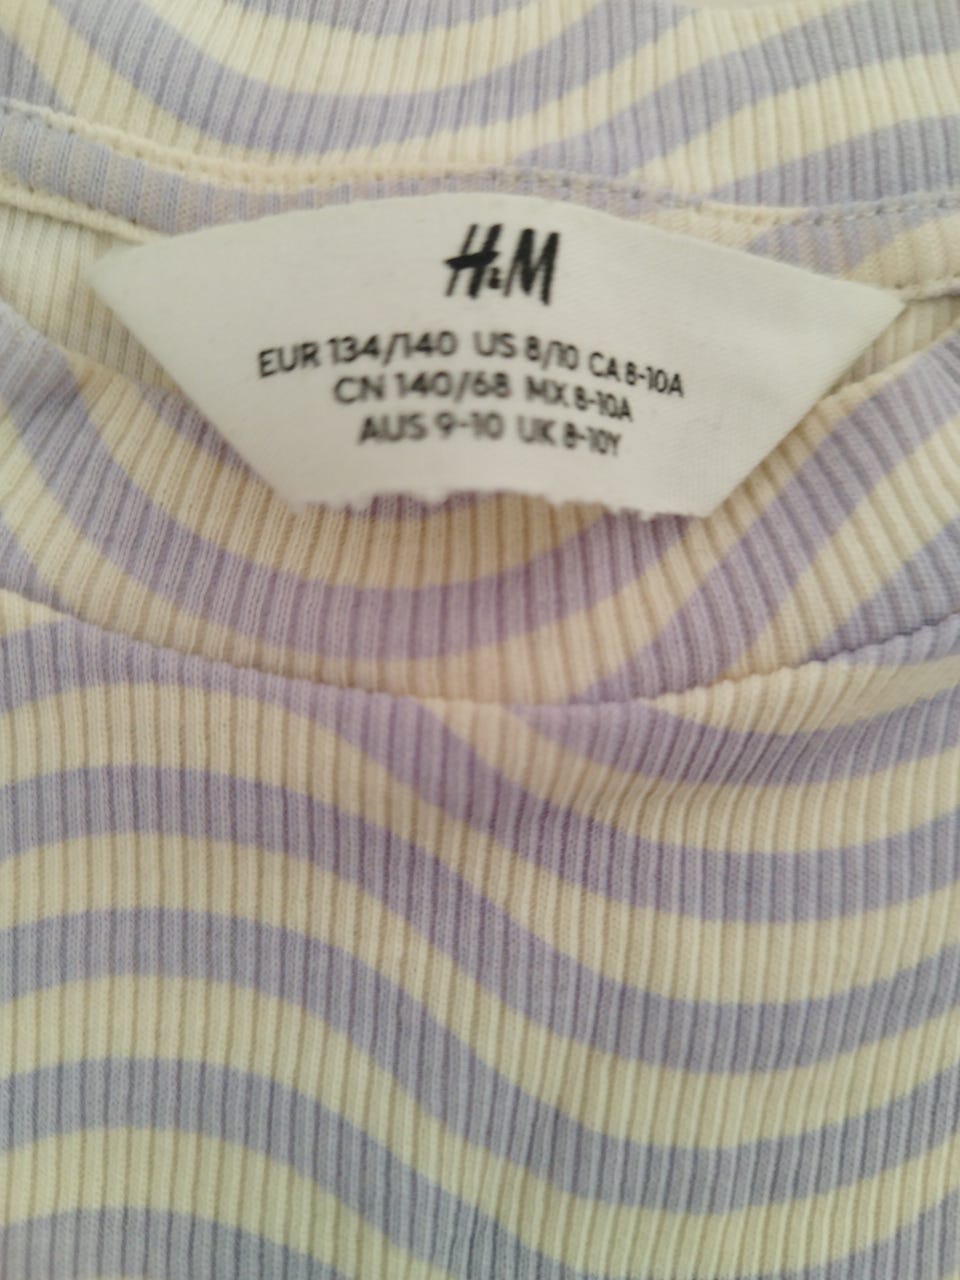 H&M
EUR 134/140 US 8/10 CA 8-10A
CN 140/68 MX 8-10A
AUS 9-10 UK 8-10Y